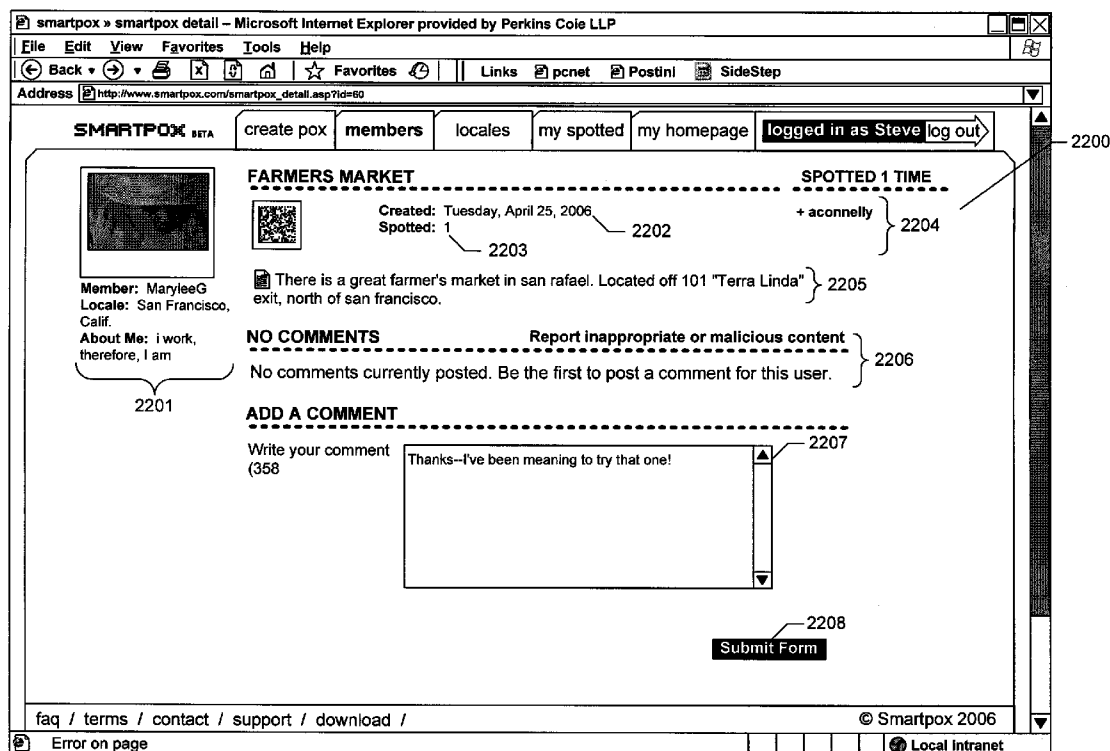 smartpox » smartpox detail – Microsoft Internet Explorer provided by Perkins Coie LLP
File Edit View Favorites Tools Help
Back Favorites Links pcnet Postini SideStep
Address http://www.smartpox.com/smartpox_detail.asp?id=60
SMARTPOX BETA create pox members locales my spotted my homepage logged in as Steve log out
2200
FARMERS MARKET SPOTTED 1 TIME
Created: Tuesday, April 25, 2006 + aconnelly
Spotted: 1 2202 2204
2203
There is a great farmer's market in san rafael. Located off 101 "Terra Linda"
exit, north of san francisco.
2205
Member: MaryleeG
Locale: San Francisco,
Calif.
About Me: i work,
therefore, I am
2201
NO COMMENTS Report inappropriate or malicious content
No comments currently posted. Be the first to post a comment for this user.
2206
ADD A COMMENT
Write your comment
(358
Thanks--I've been meaning to try that one!
2207
2208
Submit Form
faq / terms / contact / support / download / © Smartpox 2006
Error on page Local intranet